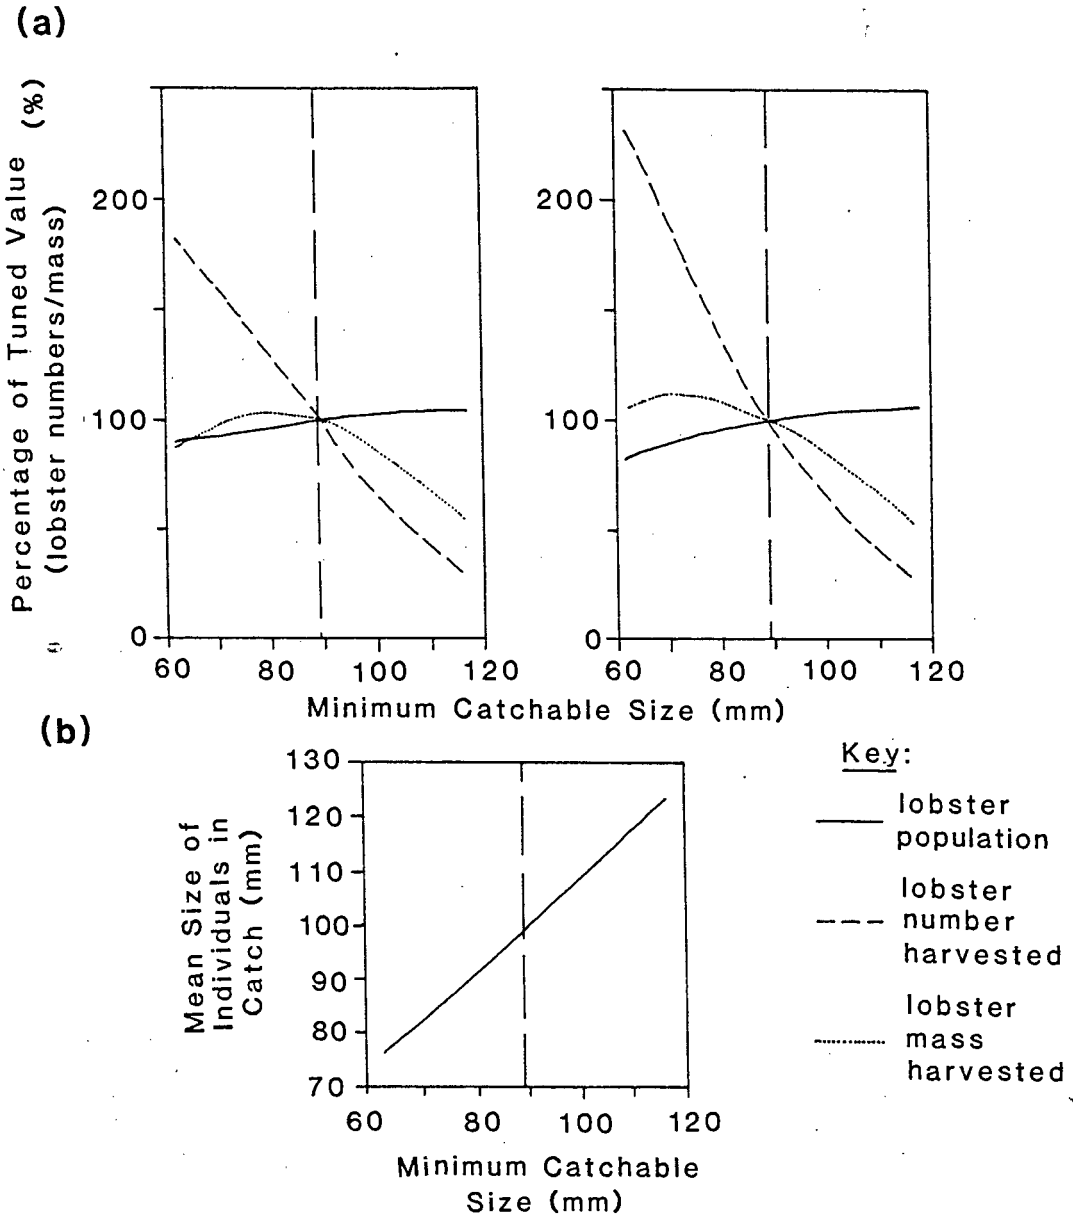 (a)
Percentage of Tuned Value (%)
(lobster numbers/mass)
200
100
0
60 80 100 120
200
100
0
60 80 100 120
Minimum Catchable Size (mm)
(b)
130
120
110
100
90
80
70
60 80 100 120
Mean Size of
Individuals in
Catch (mm)
Minimum Catchable
Size (mm)
Key:
lobster
population
lobster
number
harvested
lobster
mass
harvested